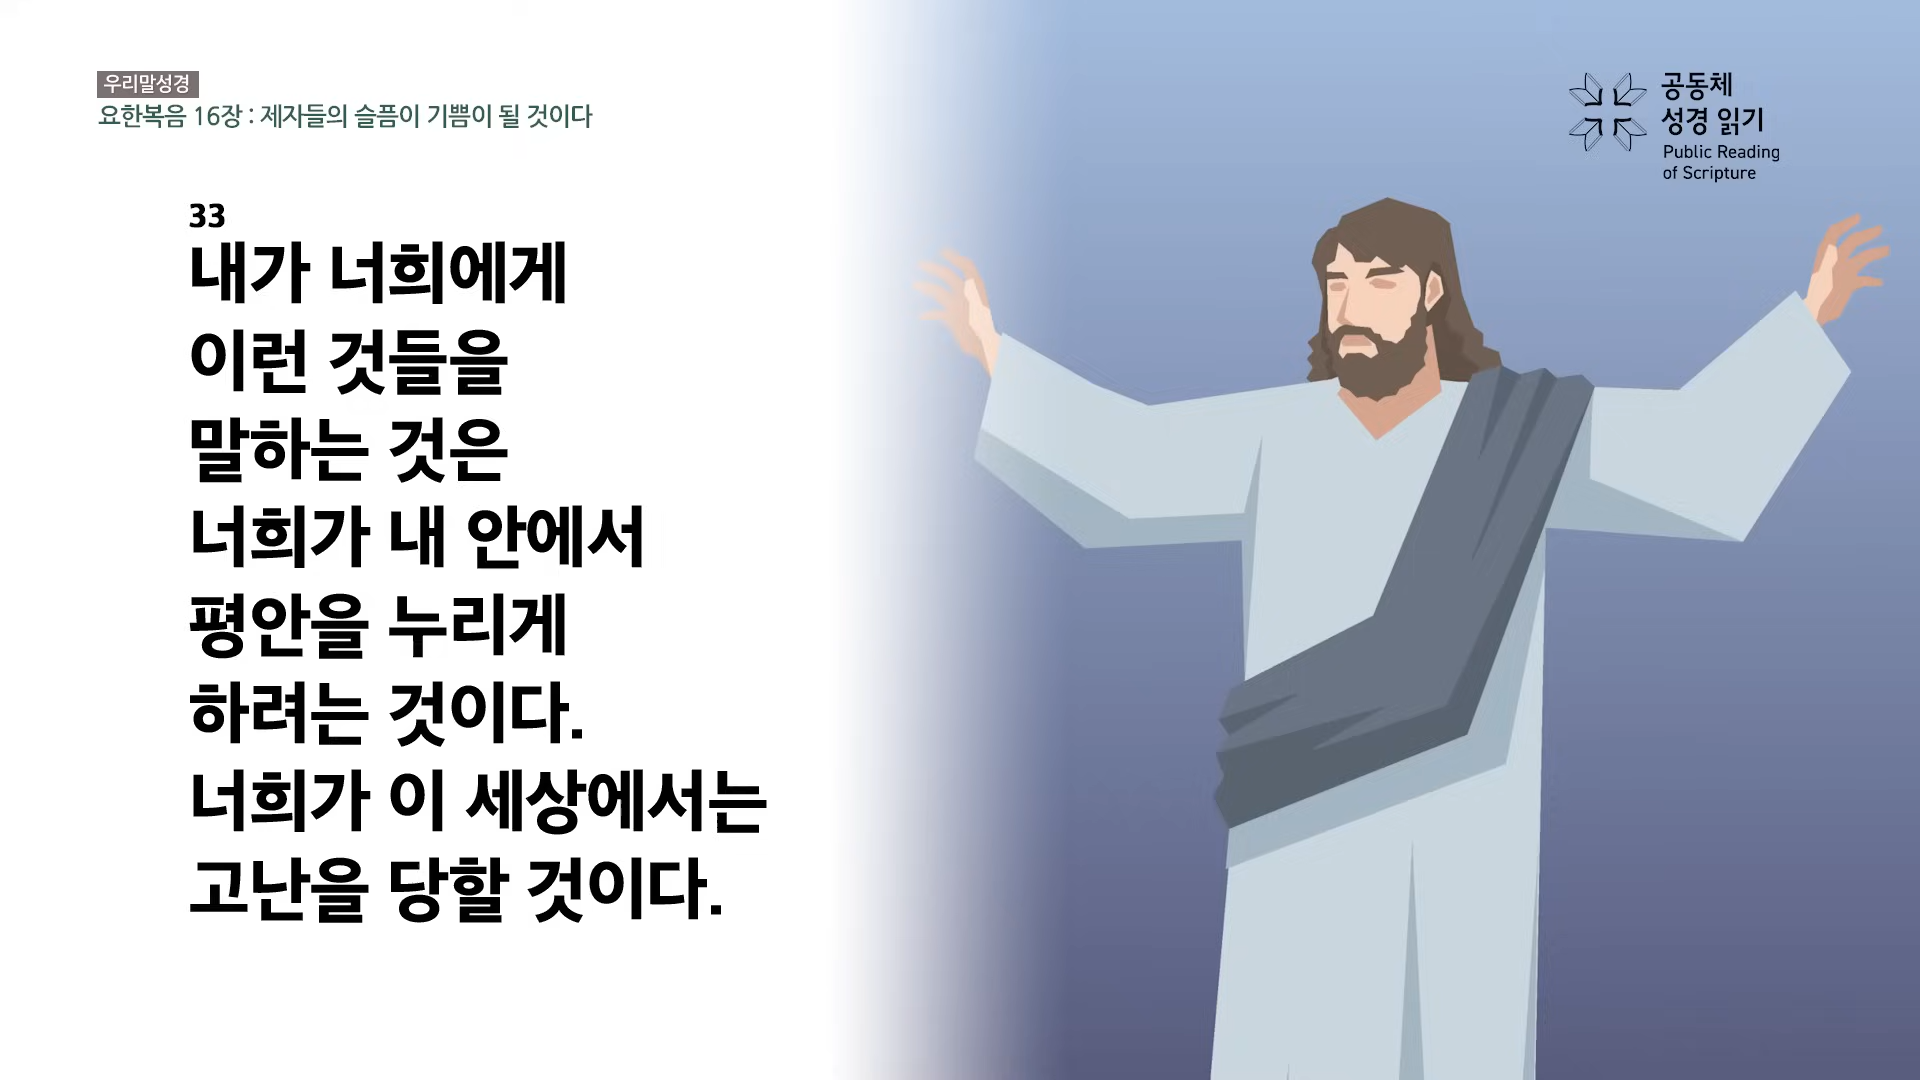 우리말성경
요한복음 16장 : 제자들의 슬픔이 기쁨이 될 것이다
공동체
성경 읽기
Public Reading
of Scripture
33
내가 너희에게
이런 것들을
말하는 것은
너희가 내 안에서
평안을 누리게
하려는 것이다.
너희가 이 세상에서는
고난을 당할 것이다.